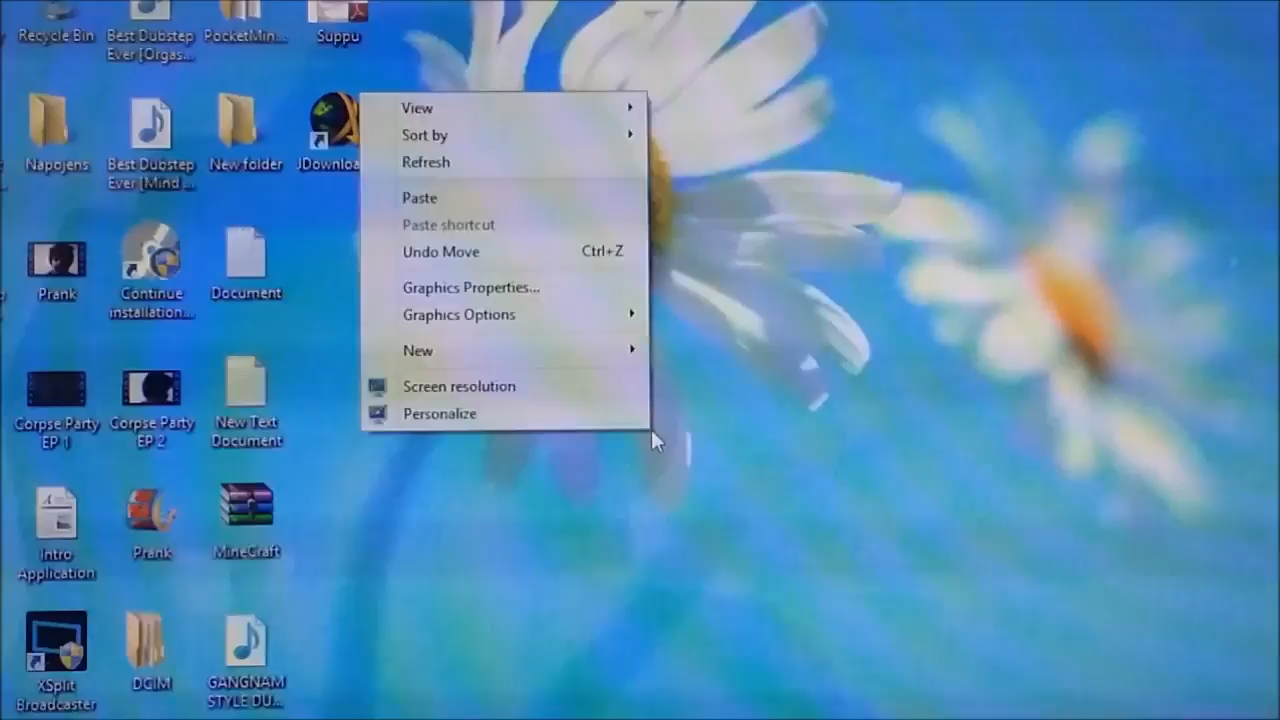 Recycle Bin
Best Dubstep
Ever [Orgas...
PocketMin...
Suppu
Napojens
Best Dubstep
Ever [Mind ...
New folder
JDownloa
Prank
Continue
installation...
Document
Corpse Party
EP 1
Corpse Party
EP 2
New Text
Document
Intro
Application
Prank
MineCraft
XSplit
Broadcaster
DCIM
GANGNAM
STYLE DU...
View
Sort by
Refresh
Paste
Paste shortcut
Undo Move Ctrl+Z
Graphics Properties...
Graphics Options
New
Screen resolution
Personalize